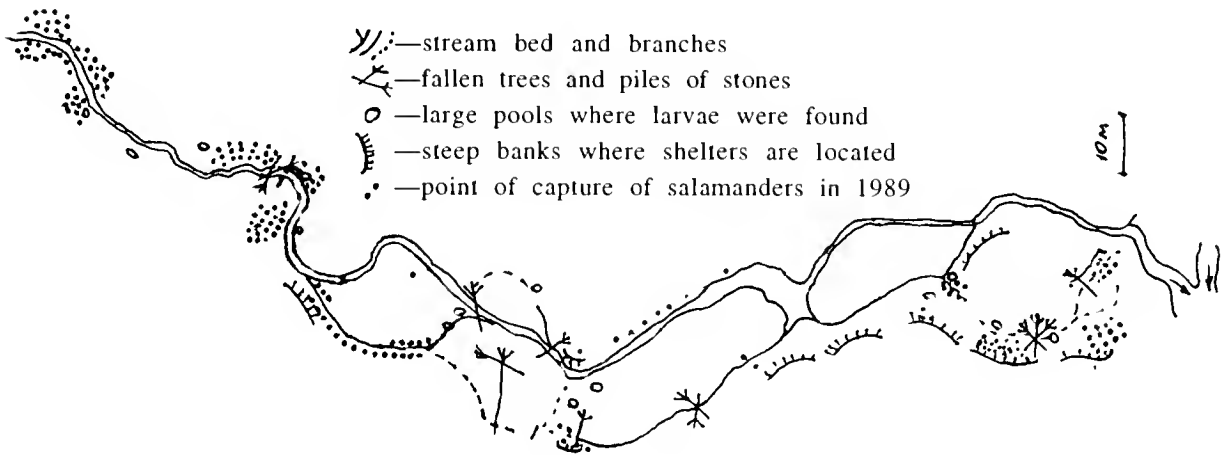 —stream bed and branches
—fallen trees and piles of stones
—large pools where larvae were found
—steep banks where shelters are located
—point of capture of salamanders in 1989
10m